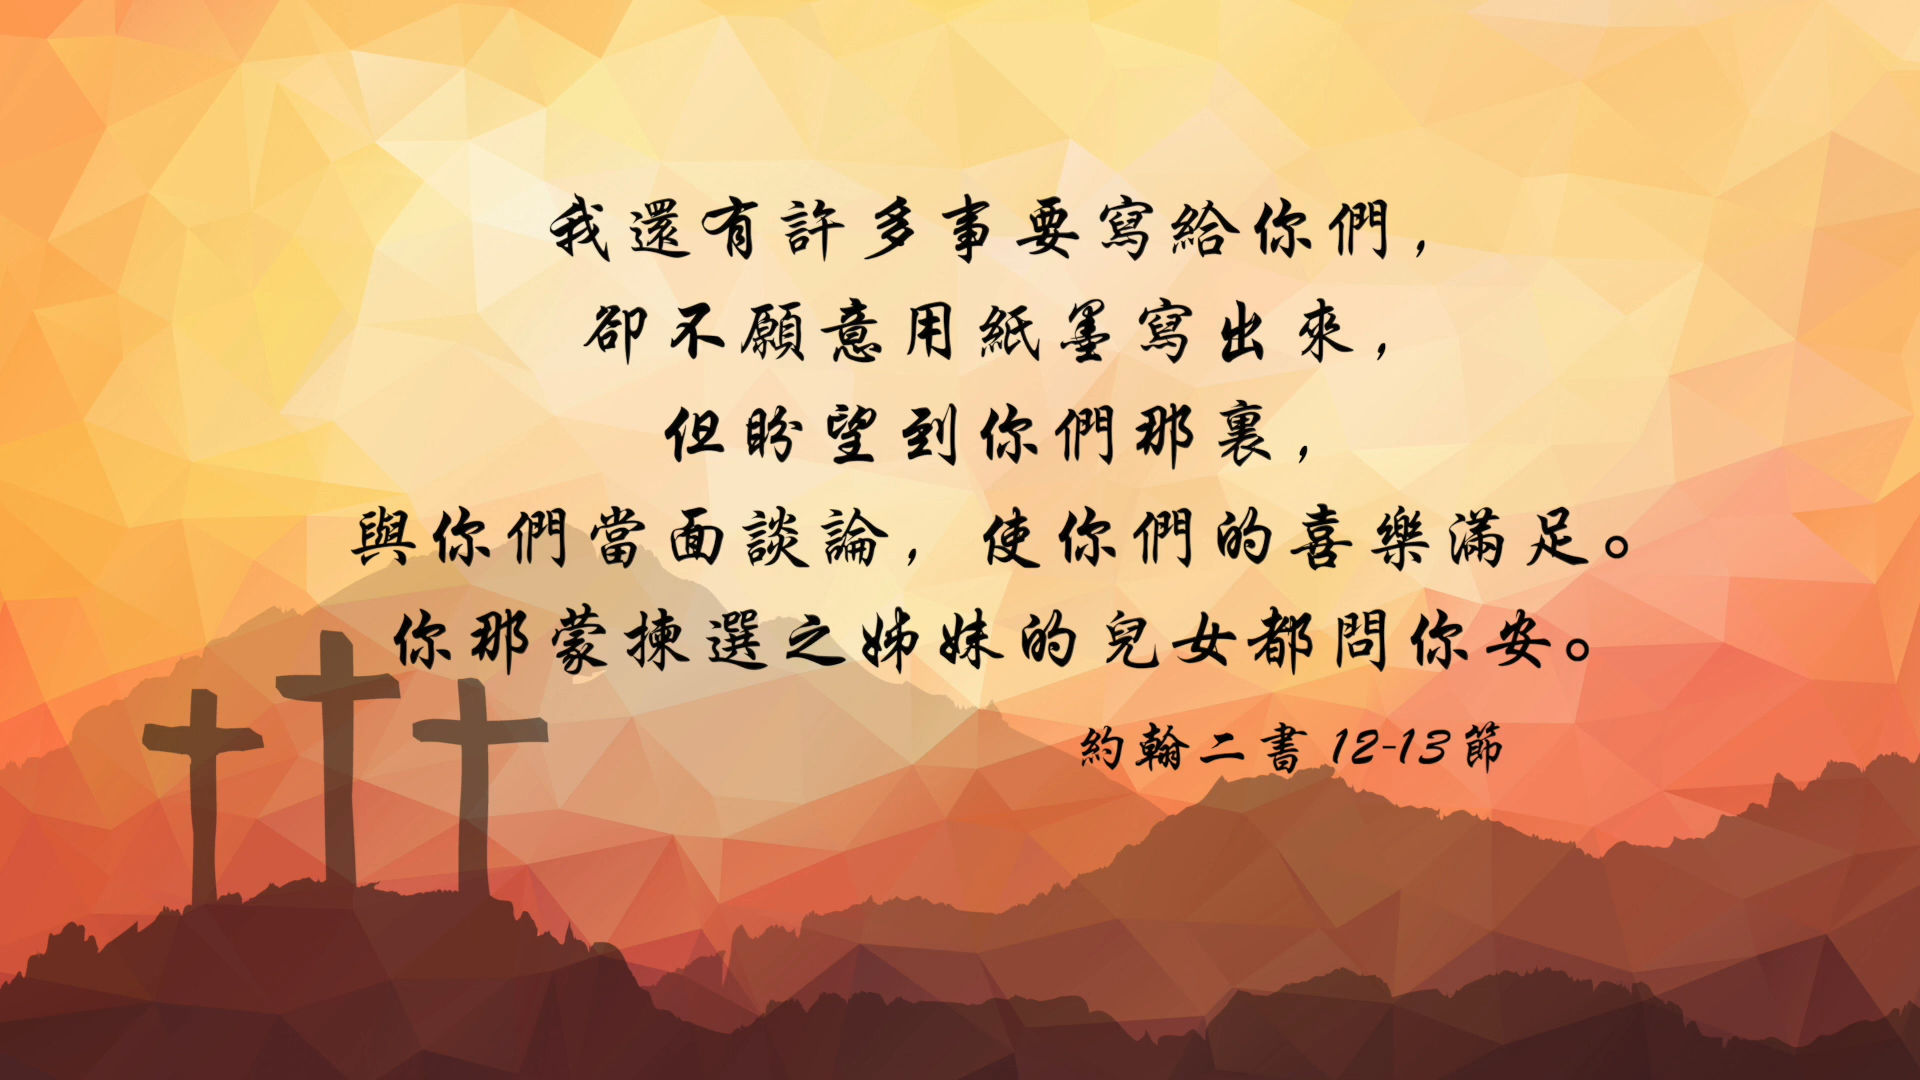 我還有許多事要寫給你們，
卻不願意用紙墨寫出來，
但盼望到你們那裏，
與你們當面談論，使你們的喜樂滿足。
你那蒙揀選之姊妹的兒女都問你安。
約翰二書 12-13節